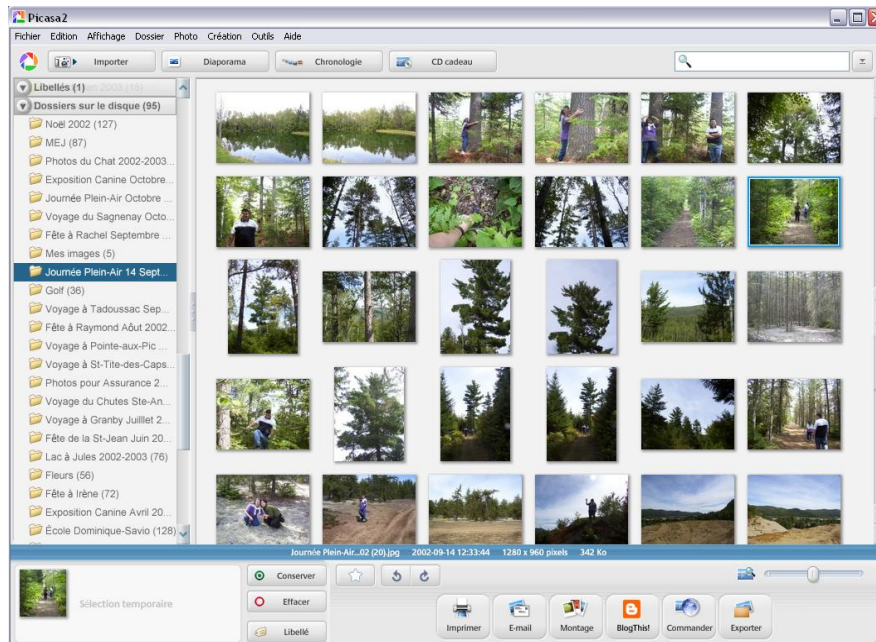 Picasa2
Fichier Edition Affichage Dossier Photo Création Outils Aide
Importer Diaporama Chronologie CD cadeau
Libellés (1)
Dossiers sur le disque (95)
Noël 2002 (127)
MEJ (87)
Photos du Chat 2002-2003...
Exposition Canine Octobre...
Journée Plein-Air Octobre ...
Voyage du Sagnenay Octo...
Fête à Rachel Septembre ...
Mes images (5)
Journée Plein-Air 14 Sept...
Golf (36)
Voyage à Tadoussac Sep...
Fête à Raymond Aôut 2002...
Voyage à Pointe-aux-Pic ...
Voyage à St-Tite-des-Caps...
Photos pour Assurance 2...
Voyage du Chutes Ste-An...
Voyage à Granby Juilllet 2...
Fête de la St-Jean Juin 20...
Lac à Jules 2002-2003 (76)
Fleurs (56)
Fête à Irène (72)
Exposition Canine Avril 20...
École Dominique-Savio (128)
Journée Plein-Air...02 (20).jpg 2002-09-14 12:33:44 1280 x 960 pixels 342 Ko
Sélection temporaire
Conserver
Effacer
Libellé
Imprimer E-mail Montage BlogThis! Commander Exporter